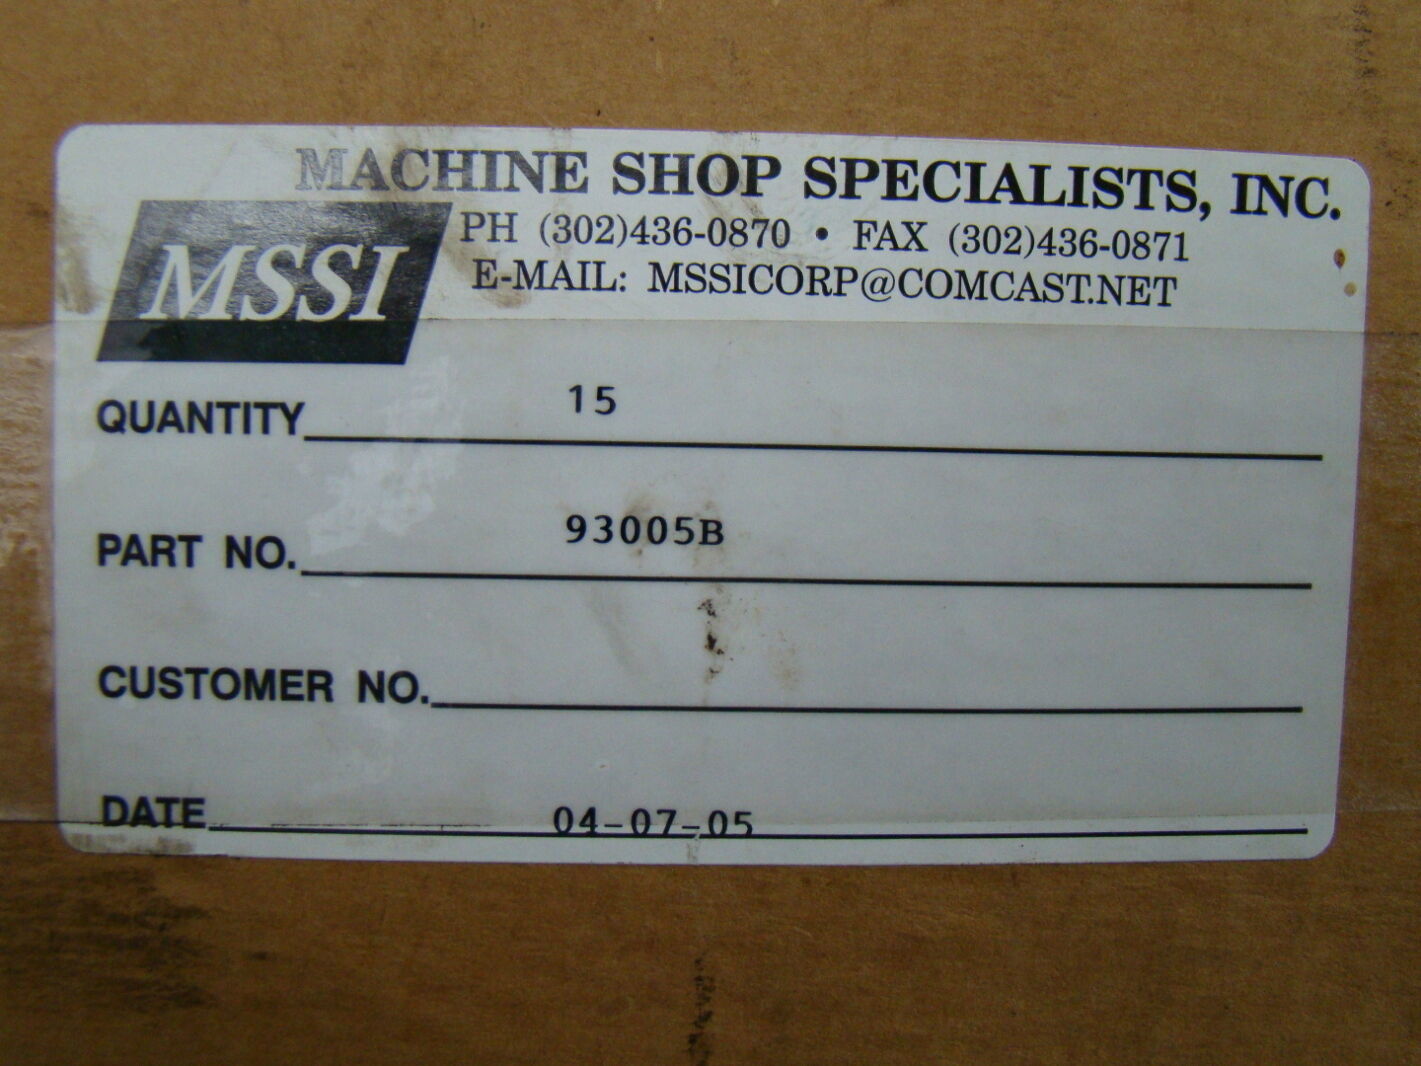 MACHINE SHOP SPECIALISTS, INC.
MSSI
PH (302)436-0870 • FAX (302)436-0871
E-MAIL: MSSICORP@COMCAST.NET
QUANTITY 15
PART NO. 93005B
CUSTOMER NO.
DATE 04-07-05